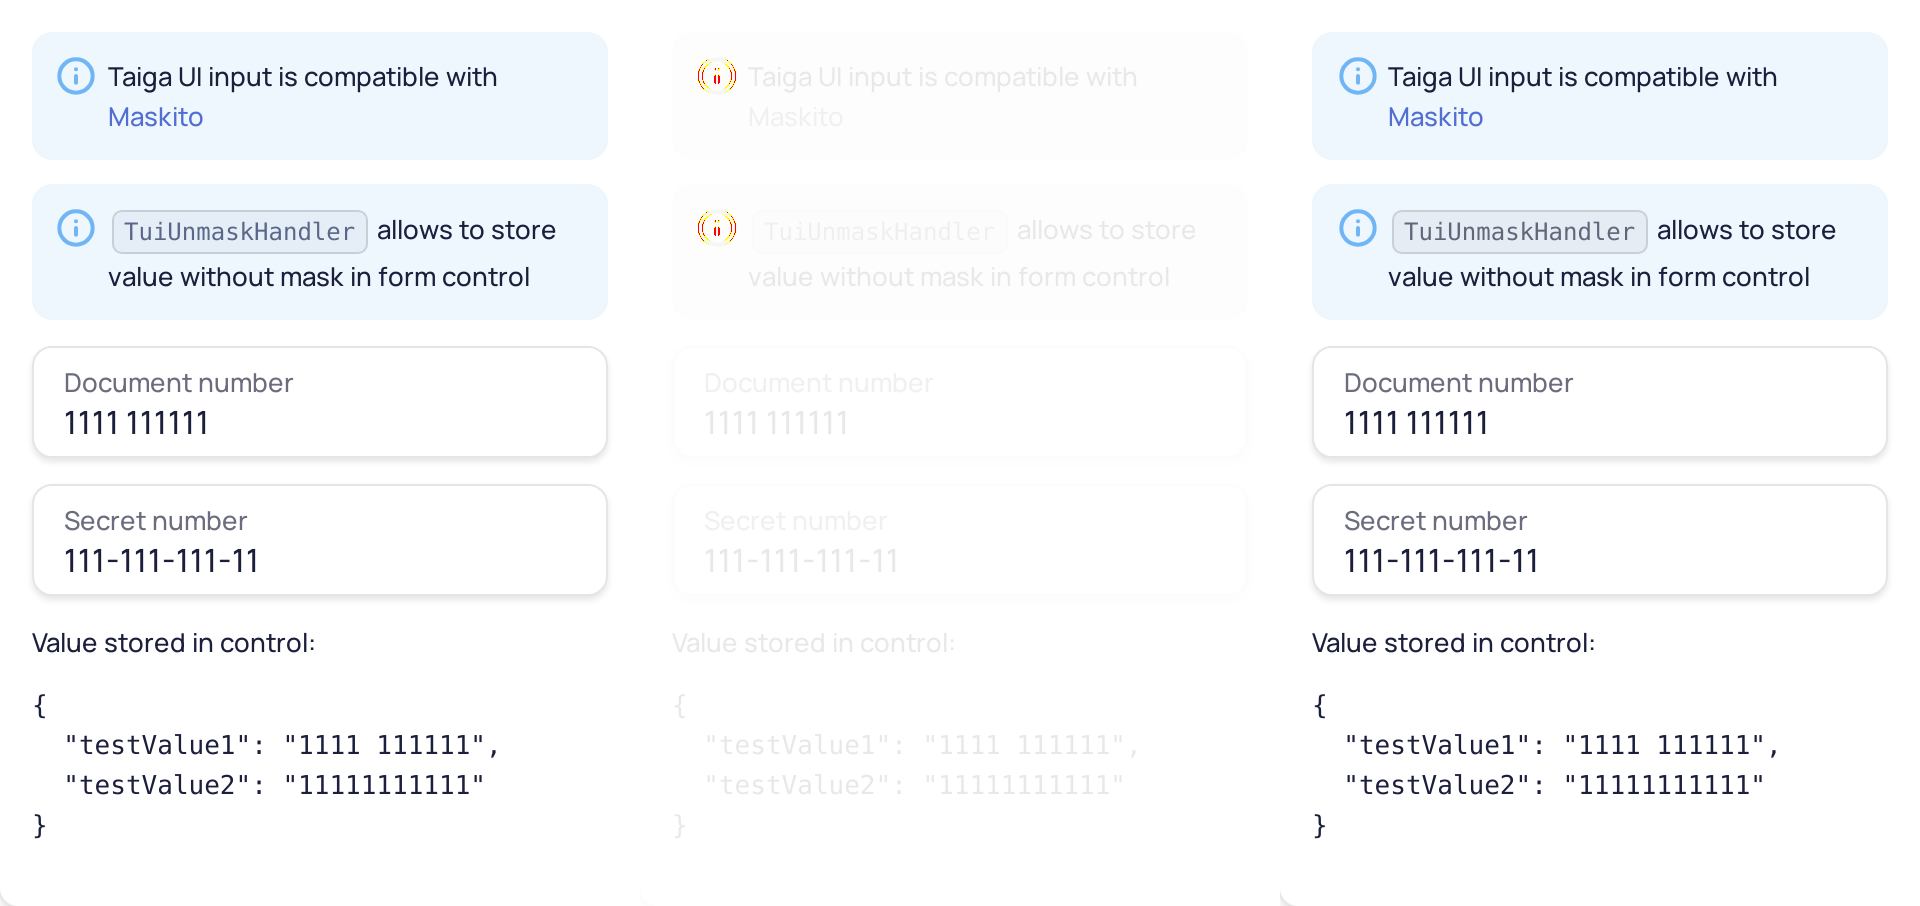 Taiga UI input is compatible with
Maskito
TuiUnmaskHandler allows to store
value without mask in form control
Document number
1111 111111
Secret number
111-111-111-11
Value stored in control:
{
"testValue1": "1111 111111",
"testValue2": "11111111111"
}
Taiga UI input is compatible with
Maskito
TuiUnmaskHandler allows to store
value without mask in form control
Document number
1111 111111
Secret number
111-111-111-11
Value stored in control:
{
"testValue1": "1111 111111",
"testValue2": "11111111111"
}
Taiga UI input is compatible with
Maskito
TuiUnmaskHandler allows to store
value without mask in form control
Document number
1111 111111
Secret number
111-111-111-11
Value stored in control:
{
"testValue1": "1111 111111",
"testValue2": "11111111111"
}